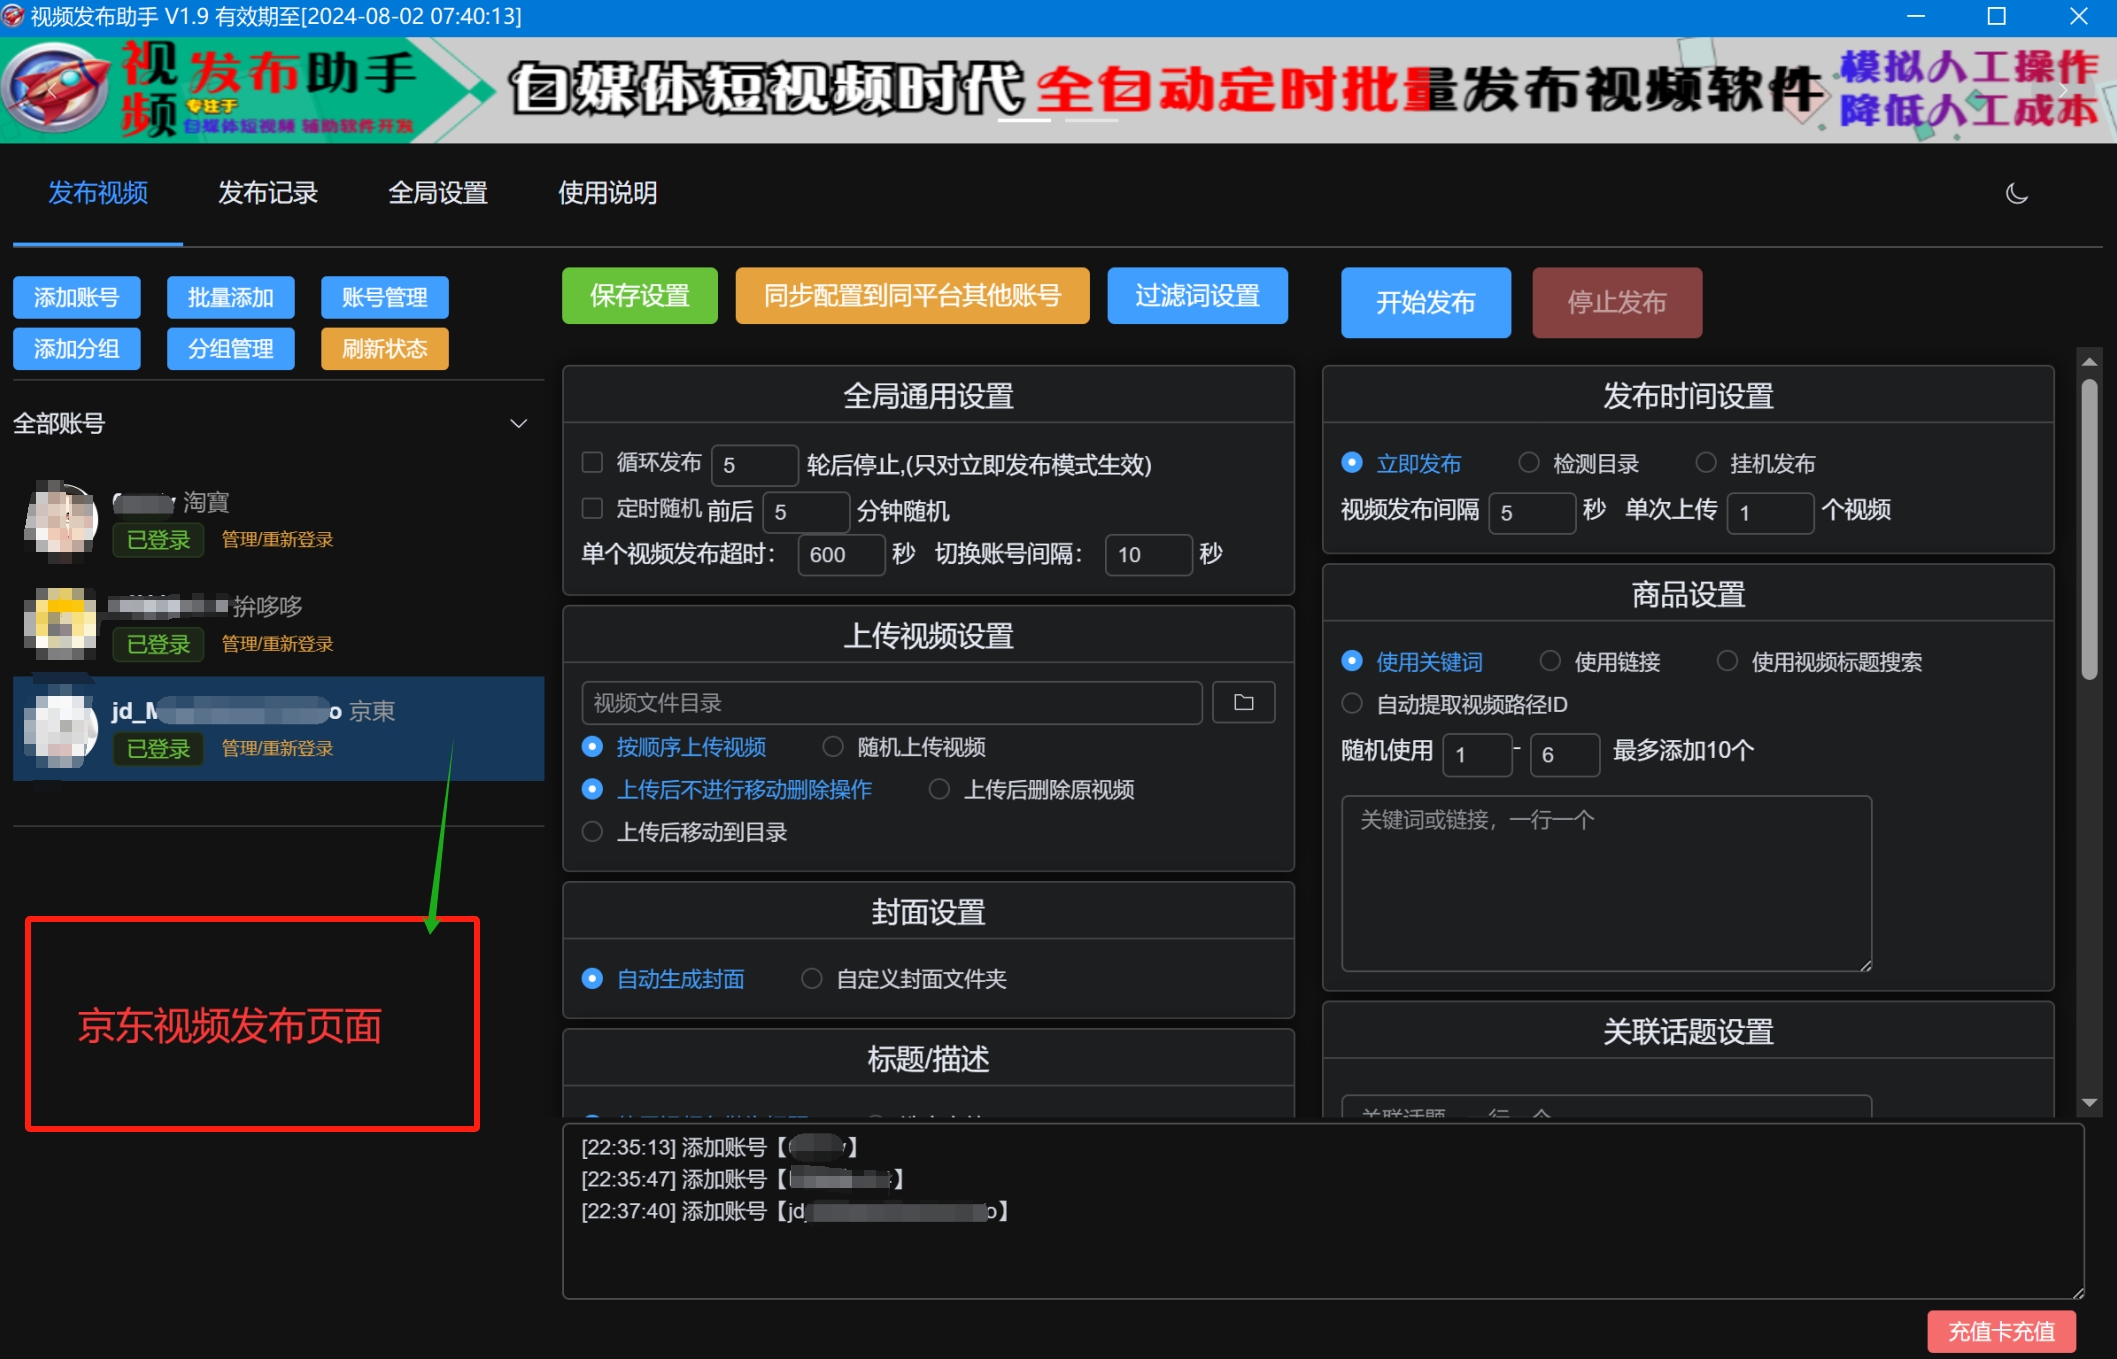 视频发布助手 V1.9 有效期至[2024-08-02 07:40:13]
视频
发布助手
专注于
自媒体短视频 辅助软件开发
自媒体短视频时代 全自动定时批量发布视频软件
模拟人工操作
降低人工成本
发布视频 发布记录 全局设置 使用说明
添加账号 批量添加 账号管理
添加分组 分组管理 刷新状态
全部账号
淘寶
已登录 管理/重新登录
拚哆哆
已登录 管理/重新登录
jd_ o 京東
已登录 管理/重新登录
京东视频发布页面
保存设置 同步配置到同平台其他账号 过滤词设置
开始发布 停止发布
全局通用设置
循环发布 5 轮后停止,(只对立即发布模式生效)
定时随机 前后 5 分钟随机
单个视频发布超时: 600 秒 切换账号间隔: 10 秒
上传视频设置
视频文件目录
按顺序上传视频 随机上传视频
上传后不进行移动删除操作 上传后删除原视频
上传后移动到目录
封面设置
自动生成封面 自定义封面文件夹
标题/描述
发布时间设置
立即发布 检测目录 挂机发布
视频发布间隔 5 秒 单次上传 1 个视频
商品设置
使用关键词 使用链接 使用视频标题搜索
自动提取视频路径ID
随机使用 1 - 6 最多添加10个
关键词或链接，一行一个
关联话题设置
[22:35:13] 添加账号【 】
[22:35:47] 添加账号【 】
[22:37:40] 添加账号【jd o】
充值卡充值